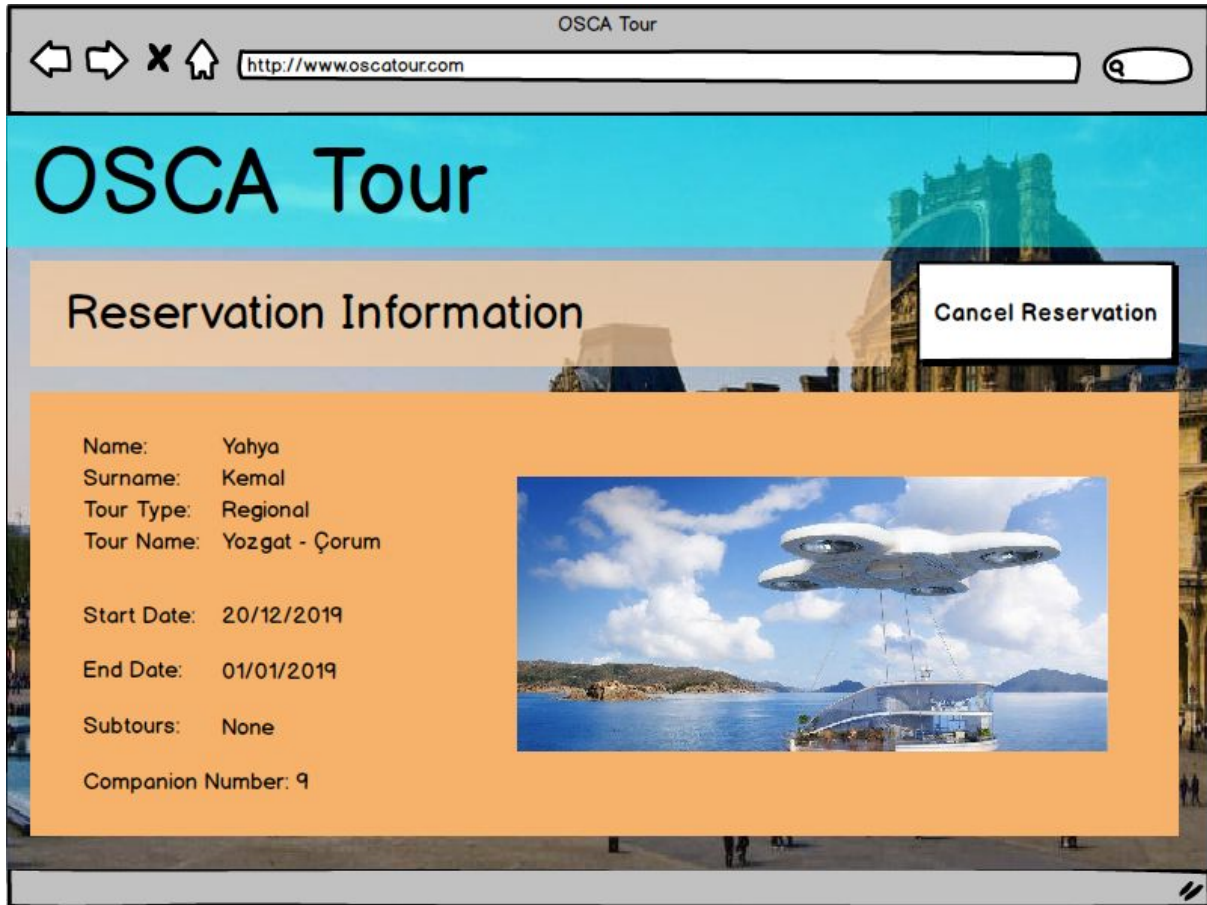 OSCA Tour
http://www.oscatour.com
OSCA Tour
Reservation Information
Cancel Reservation
Name: Yahya
Surname: Kemal
Tour Type: Regional
Tour Name: Yozgat - Çorum
Start Date: 20/12/2019
End Date: 01/01/2019
Subtours: None
Companion Number: 9